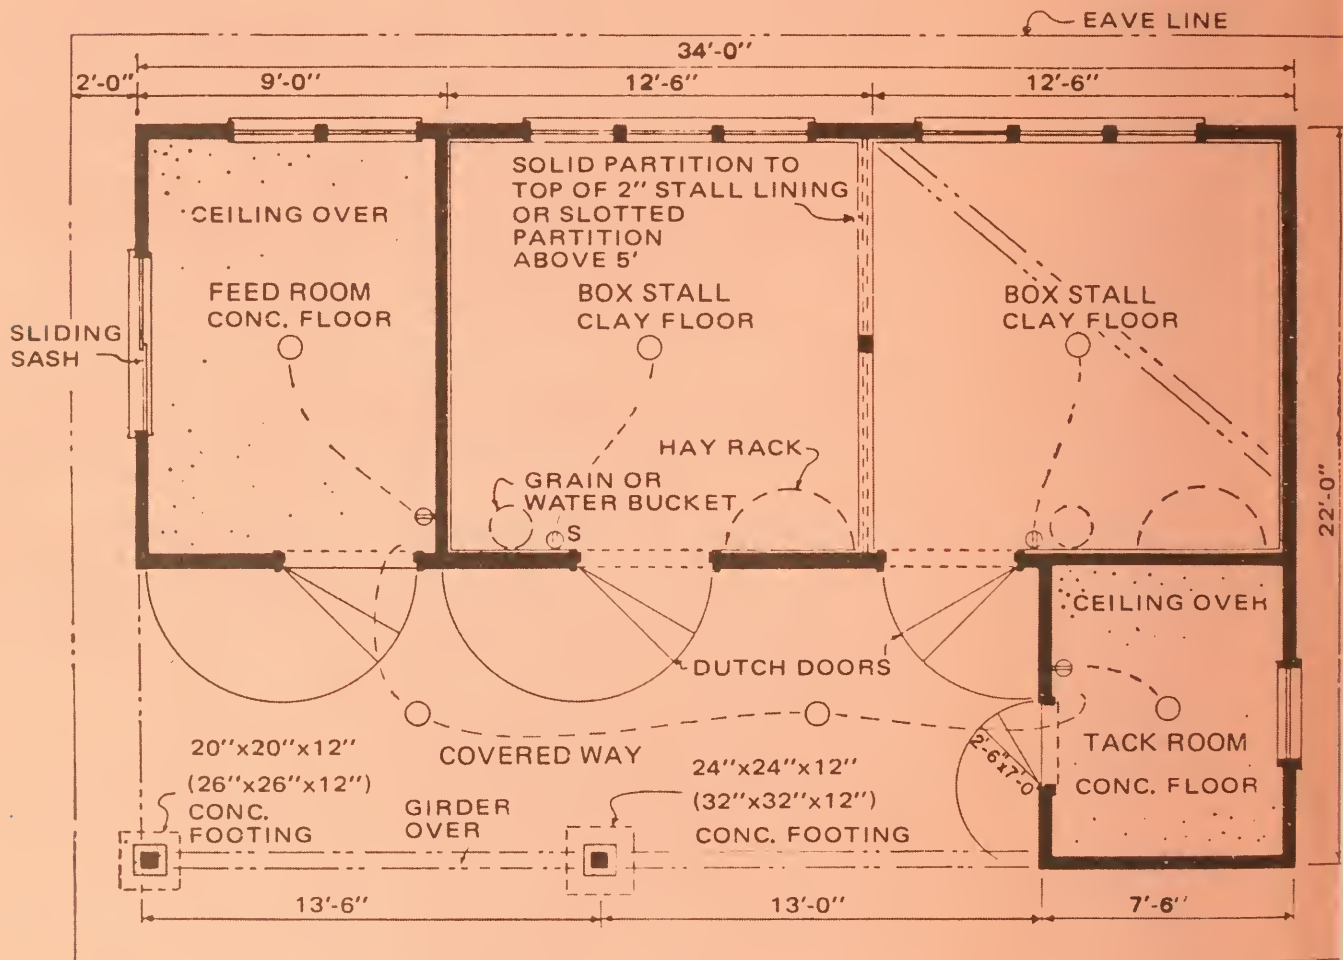 EAVE LINE
34'-0"
2'-0"
9'-0"
12'-6"
12'-6"
SOLID PARTITION TO
TOP OF 2" STALL LINING
OR SLOTTED
PARTITION
ABOVE 5'
CEILING OVER
FEED ROOM
CONC. FLOOR
BOX STALL
CLAY FLOOR
BOX STALL
CLAY FLOOR
SLIDING
SASH
HAY RACK
GRAIN OR
WATER BUCKET
S
22'-0"
CEILING OVER
DUTCH DOORS
COVERED WAY
TACK ROOM
CONC. FLOOR
2'-6"x7'-0
20"x20"x12"
(26"x26"x12")
CONC.
FOOTING
GIRDER
OVER
24"x24"x12"
(32"x32"x12")
CONC. FOOTING
13'-6"
13'-0"
7'-6"